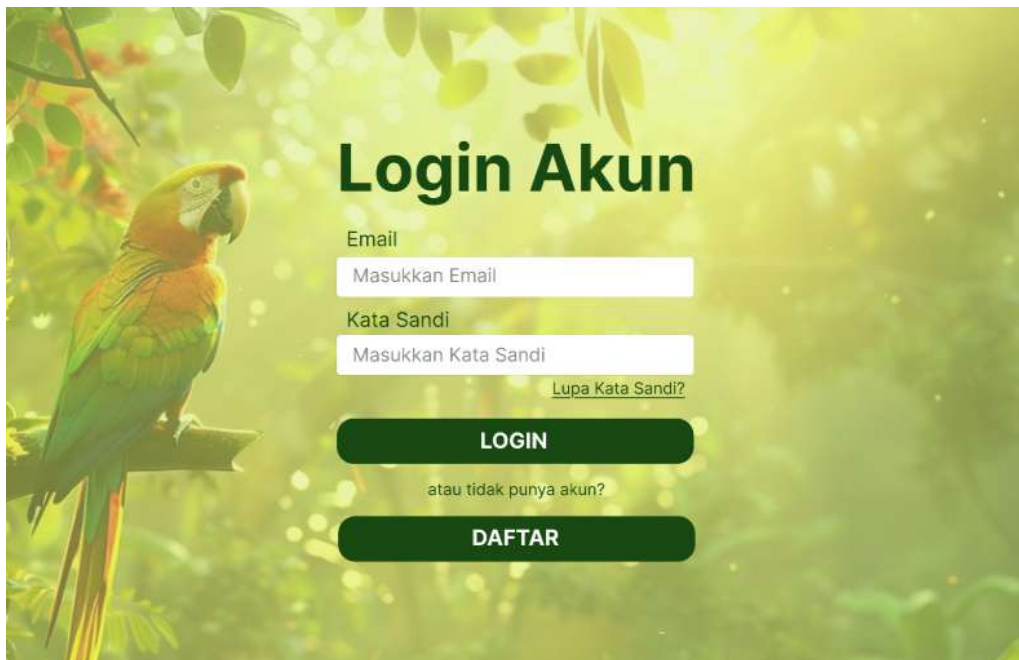 Login Akun
Email
Masukkan Email
Kata Sandi
Masukkan Kata Sandi
Lupa Kata Sandi?
LOGIN
atau tidak punya akun?
DAFTAR